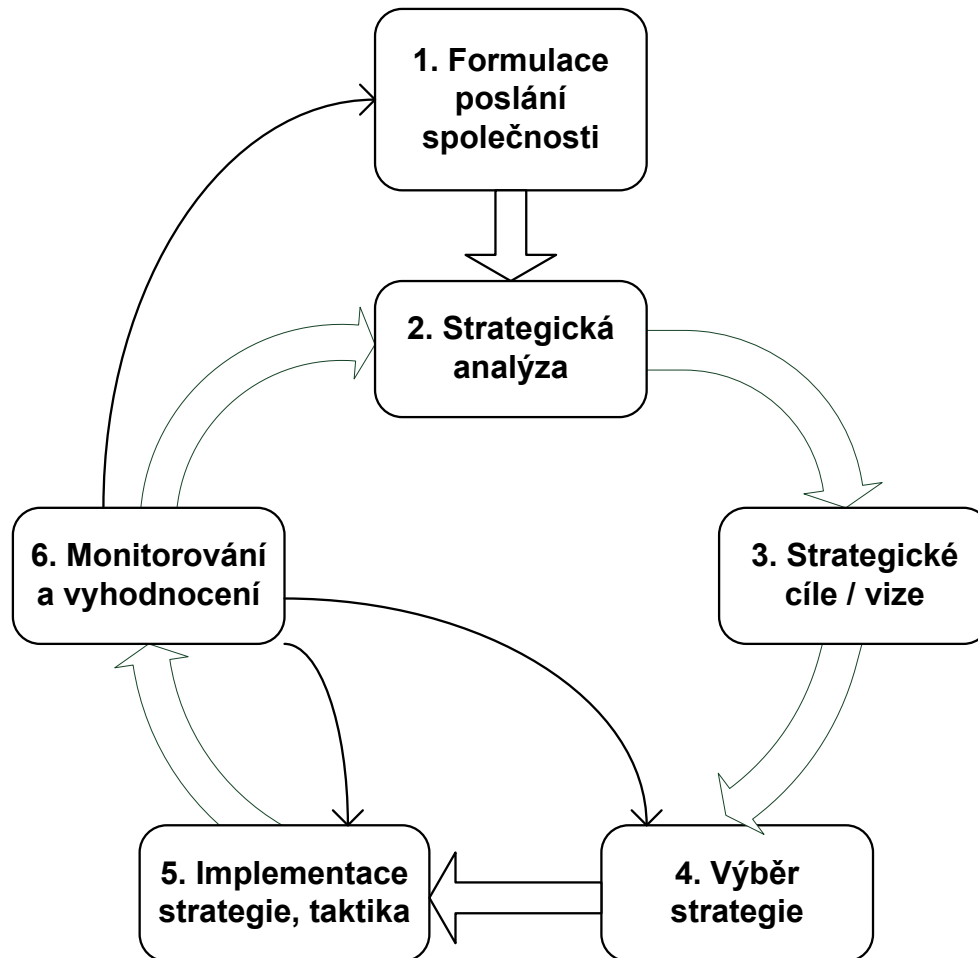 1. Formulace
poslání
společnosti
2. Strategická
analýza
3. Strategické
cíle / vize
4. Výběr
strategie
5. Implementace
strategie, taktika
6. Monitorování
a vyhodnocení